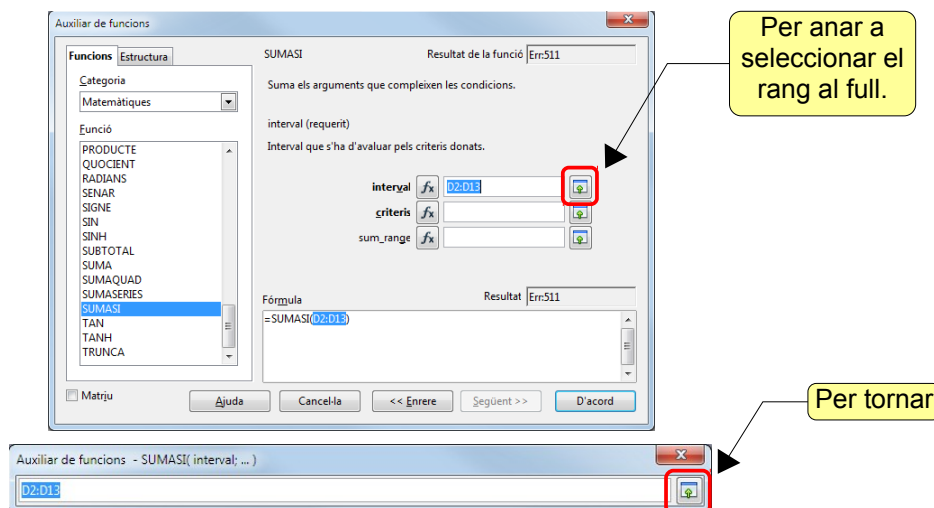 Auxiliar de funcions
Per anar a
seleccionar el
rang al full.
Funcions Estructura
SUMASI
Resultat de la funció Err:511
Categoria
Matemàtiques
Suma els arguments que compleixen les condicions.
Funció
PRODUCTE
QUOCIENT
RADIANS
SENAR
SIGNE
SIN
SINH
SUBTOTAL
SUMA
SUMAQUAD
SUMASERIES
SUMASI
TAN
TANH
TRUNCA
interval (requerit)
Interval que s'ha d'avaluar pels criteris donats.
interval fx D2:D13
criteris fx
sum_range fx
Fórmula
Resultat Err:511
=SUMASI(D2:D13)
Matriu
Ajuda
Cancel·la
<< Enrere
Següent >>
D'acord
Per tornar
Auxiliar de funcions - SUMASI( interval; ... )
D2:D13